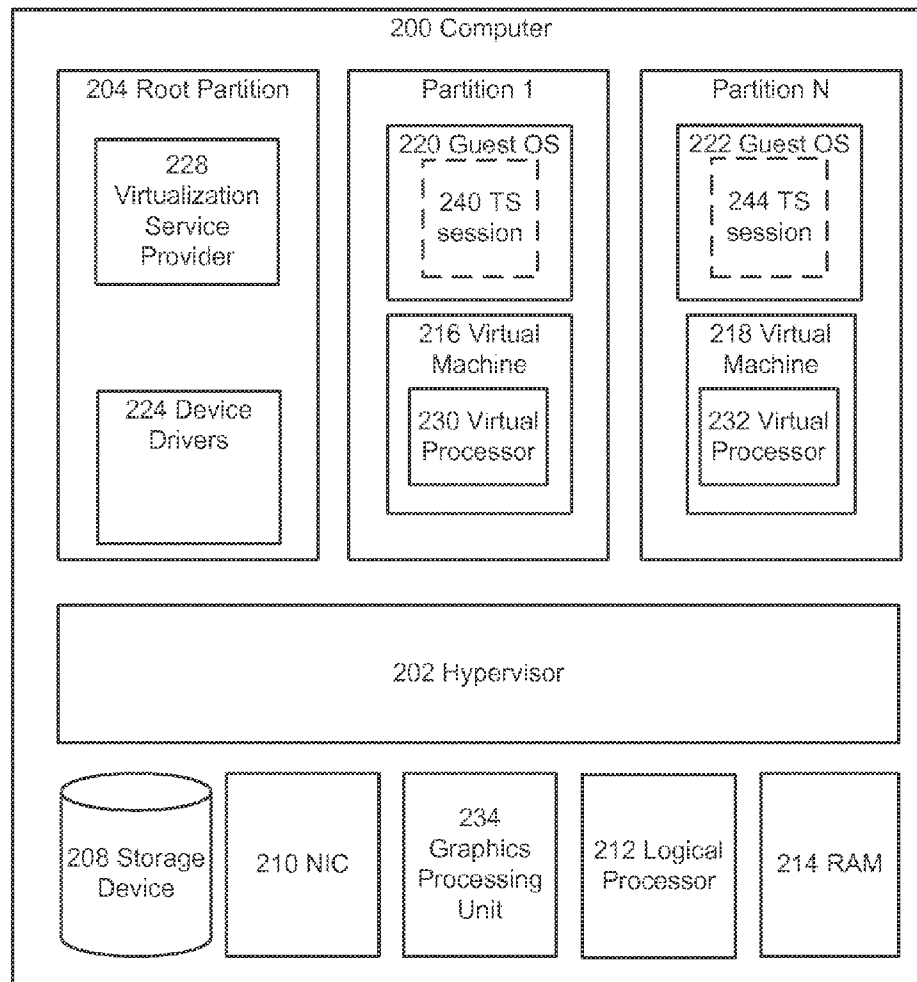 200 Computer
204 Root Partition
228
Virtualization
Service
Provider
224 Device
Drivers
Partition 1
220 Guest OS
240 TS
session
216 Virtual
Machine
230 Virtual
Processor
Partition N
222 Guest OS
244 TS
session
218 Virtual
Machine
232 Virtual
Processor
202 Hypervisor
208 Storage
Device
210 NIC
234
Graphics
Processing
Unit
212 Logical
Processor
214 RAM